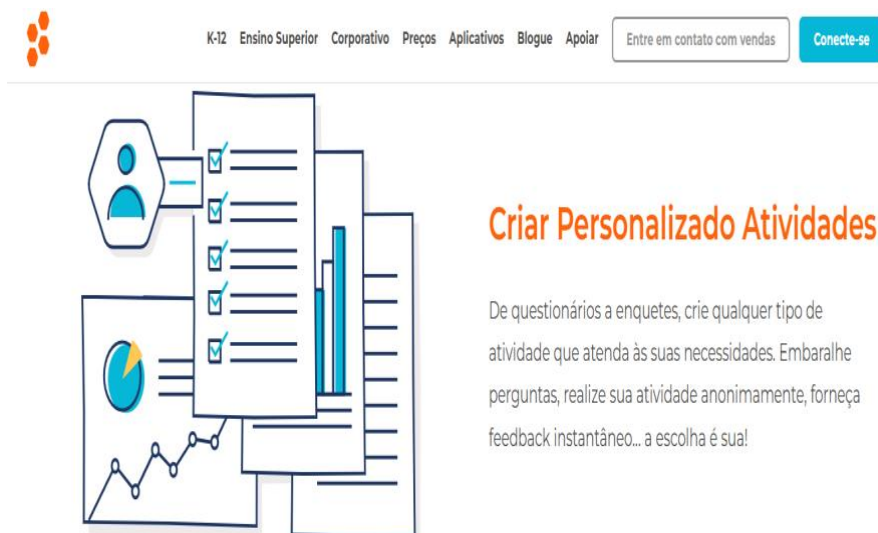 K-12 Ensino Superior Corporativo Preços Aplicativos Blogue Apoiar Entre em contato com vendas Conecte-se
Criar Personalizado Atividades
De questionários a enquetes, crie qualquer tipo de
atividade que atenda às suas necessidades. Embaralhe
perguntas, realize sua atividade anonimamente, forneça
feedback instantâneo... a escolha é sua!